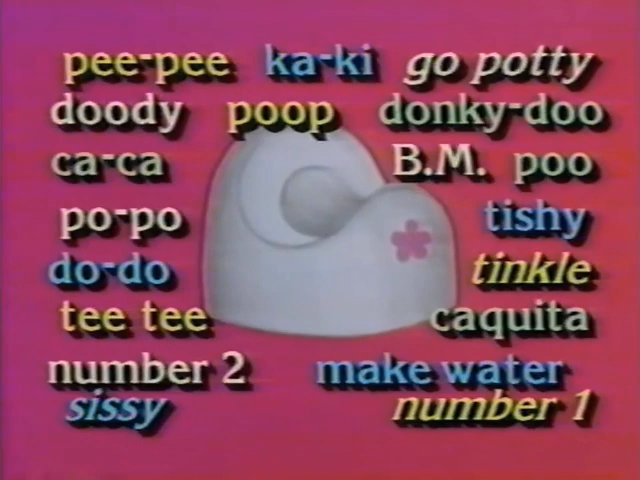 pee-pee ka-ki go potty
doody poop donky-doo
ca-ca B.M. poo
po-po tishy
do-do tinkle
tee tee caquita
number 2 make water
sissy number 1